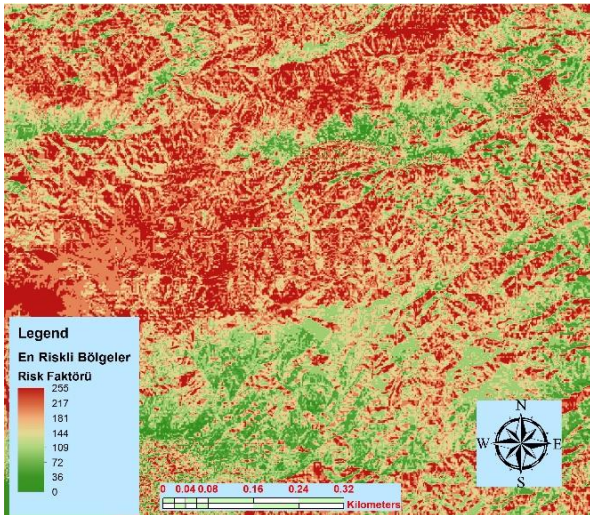 Legend
En Riskli Bölgeler
Risk Faktörü
255
217
181
144
109
72
36
0
N
W E
S
0 0.04 0.08 0.16 0.24 0.32
Kilometers